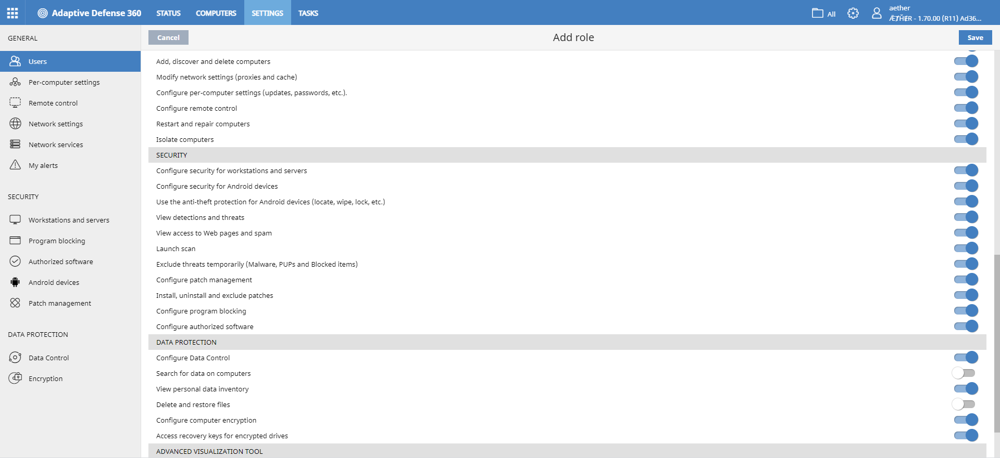 Adaptive Defense 360
STATUS
COMPUTERS
SETTINGS
TASKS
All
aether
ǢȾĤɆR - 1.70.00 (R11) Ad36...
GENERAL
Users
Per-computer settings
Remote control
Network settings
Network services
My alerts
SECURITY
Workstations and servers
Program blocking
Authorized software
Android devices
Patch management
DATA PROTECTION
Data Control
Encryption
Cancel
Add role
Save
Add, discover and delete computers
Modify network settings (proxies and cache)
Configure per-computer settings (updates, passwords, etc.).
Configure remote control
Restart and repair computers
Isolate computers
SECURITY
Configure security for workstations and servers
Configure security for Android devices
Use the anti-theft protection for Android devices (locate, wipe, lock, etc.)
View detections and threats
View access to Web pages and spam
Launch scan
Exclude threats temporarily (Malware, PUPs and Blocked items)
Configure patch management
Install, uninstall and exclude patches
Configure program blocking
Configure authorized software
DATA PROTECTION
Configure Data Control
Search for data on computers
View personal data inventory
Delete and restore files
Configure computer encryption
Access recovery keys for encrypted drives
ADVANCED VISUALIZATION TOOL